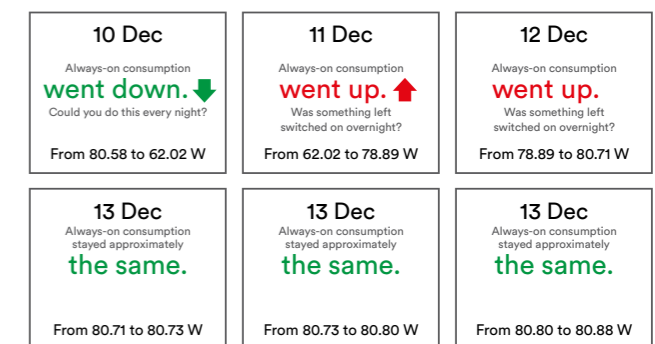 10 Dec
Always-on consumption
went down.
Could you do this every night?
From 80.58 to 62.02 W
11 Dec
Always-on consumption
went up.
Was something left
switched on overnight?
From 62.02 to 78.89 W
12 Dec
Always-on consumption
went up.
Was something left
switched on overnight?
From 78.89 to 80.71 W
13 Dec
Always-on consumption
stayed approximately
the same.
From 80.71 to 80.73 W
13 Dec
Always-on consumption
stayed approximately
the same.
From 80.73 to 80.80 W
13 Dec
Always-on consumption
stayed approximately
the same.
From 80.80 to 80.88 W